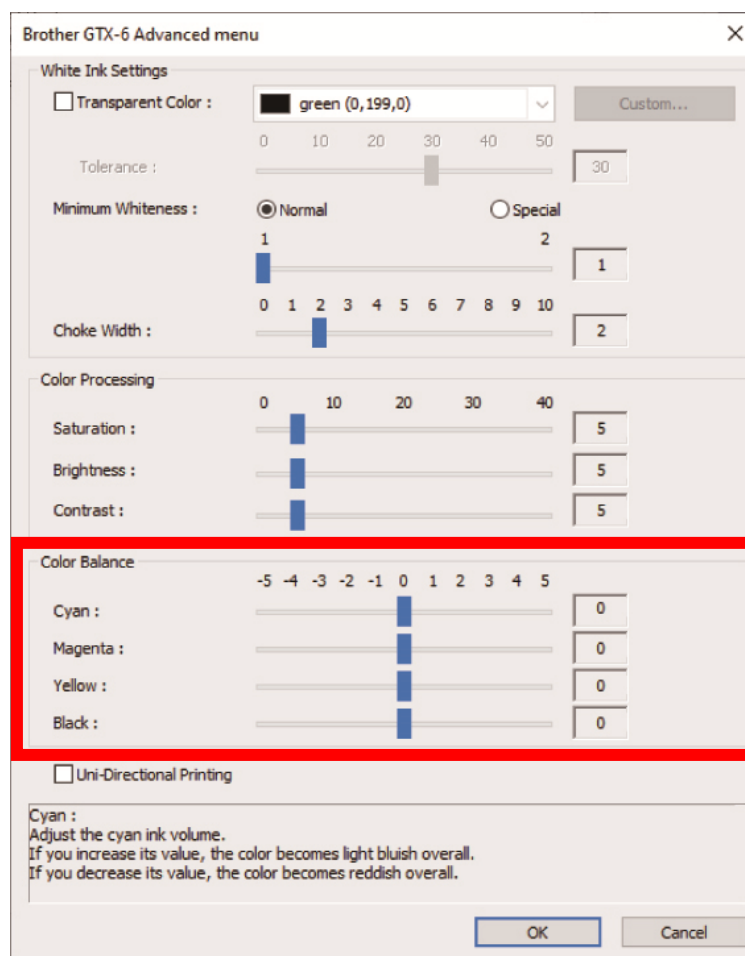 Brother GTX-6 Advanced menu
White Ink Settings
Transparent Color : green (0,199,0) Custom...
0 10 20 30 40 50
Tolerance : 30
Minimum Whiteness : Normal Special
1 2
1
0 1 2 3 4 5 6 7 8 9 10
Choke Width : 2
Color Processing
0 10 20 30 40
Saturation : 5
Brightness : 5
Contrast : 5
Color Balance
-5 -4 -3 -2 -1 0 1 2 3 4 5
Cyan : 0
Magenta : 0
Yellow : 0
Black : 0
Uni-Directional Printing
Cyan :
Adjust the cyan ink volume.
If you increase its value, the color becomes light bluish overall.
If you decrease its value, the color becomes reddish overall.
OK Cancel